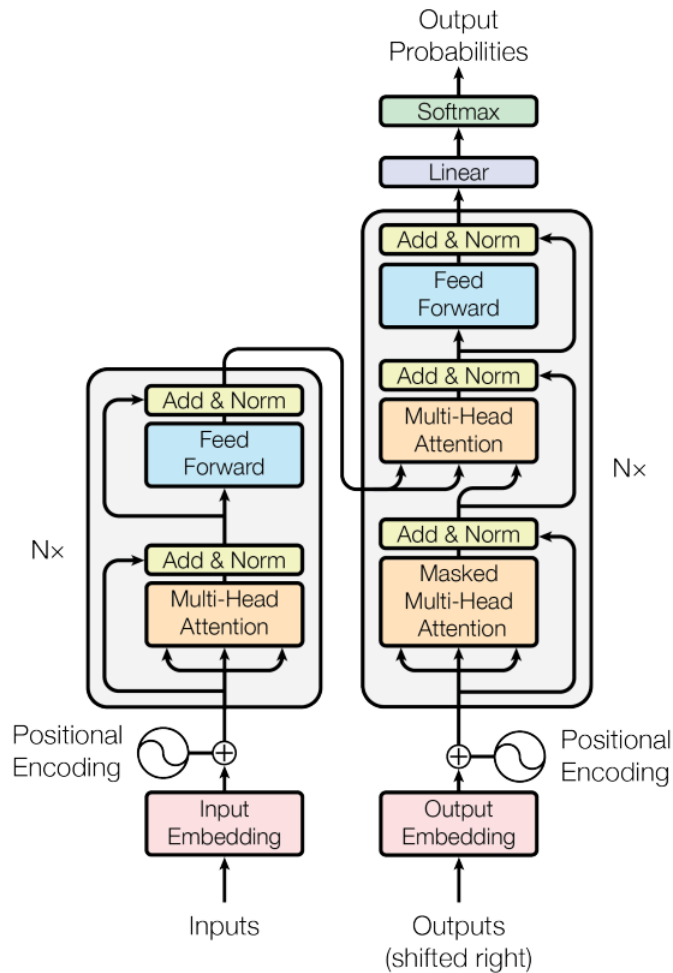 Output
Probabilities
Softmax
Linear
Add & Norm
Feed
Forward
Add & Norm
Multi-Head
Attention
Add & Norm
Masked
Multi-Head
Attention
N×
Add & Norm
Feed
Forward
Add & Norm
Multi-Head
Attention
N×
Positional
Encoding
Positional
Encoding
Input
Embedding
Output
Embedding
Inputs
Outputs
(shifted right)